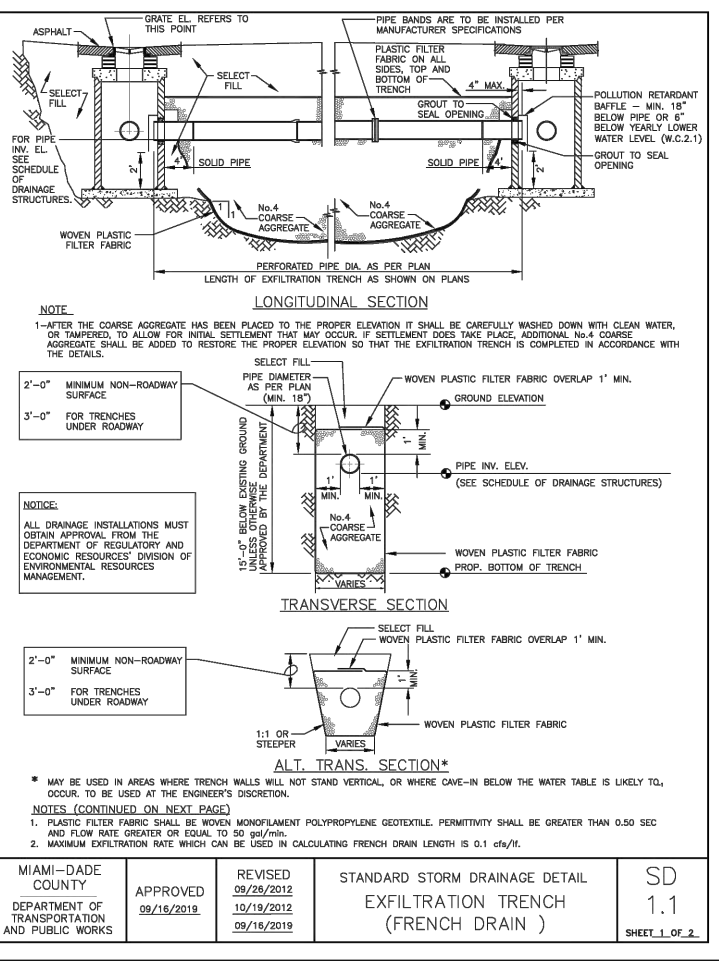 GRATE EL. REFERS TO
THIS POINT
ASPHALT
PIPE BANDS ARE TO BE INSTALLED PER
MANUFACTURER SPECIFICATIONS
PLASTIC FILTER
FABRIC ON ALL
SIDES, TOP AND
BOTTOM OF
TRENCH
4" MAX.
SELECT
FILL
SELECT
FILL
GROUT TO
SEAL OPENING
POLLUTION RETARDANT
BAFFLE – MIN. 18"
BELOW PIPE OR 6"
BELOW YEARLY LOWER
WATER LEVEL (W.C.2.1)
GROUT TO SEAL
OPENING
FOR PIPE
INV. EL.
SEE
SCHEDULE
OF
DRAINAGE
STRUCTURES.
2'
4'
SOLID PIPE
SOLID PIPE
4'
2'
1
1
No.4
COARSE
AGGREGATE
No.4
COARSE
AGGREGATE
WOVEN PLASTIC
FILTER FABRIC
PERFORATED PIPE DIA. AS PER PLAN
LENGTH OF EXFILTRATION TRENCH AS SHOWN ON PLANS
LONGITUDINAL SECTION
NOTE
1–AFTER THE COARSE AGGREGATE HAS BEEN PLACED TO THE PROPER ELEVATION IT SHALL BE CAREFULLY WASHED DOWN WITH CLEAN WATER,
OR TAMPERED, TO ALLOW FOR INITIAL SETTLEMENT THAT MAY OCCUR. IF SETTLEMENT DOES TAKE PLACE, ADDITIONAL No.4 COARSE
AGGREGATE SHALL BE ADDED TO RESTORE THE PROPER ELEVATION SO THAT THE EXFILTRATION TRENCH IS COMPLETED IN ACCORDANCE WITH
THE DETAILS.
2'-0" MINIMUM NON-ROADWAY
SURFACE
3'-0" FOR TRENCHES
UNDER ROADWAY
SELECT FILL
PIPE DIAMETER
AS PER PLAN
(MIN. 18")
WOVEN PLASTIC FILTER FABRIC OVERLAP 1' MIN.
GROUND ELEVATION
1'
MIN.
PIPE INV. ELEV.
(SEE SCHEDULE OF DRAINAGE STRUCTURES)
1'
MIN.
1'
MIN.
15'-0" BELOW EXISTING GROUND
UNLESS OTHERWISE
APPROVED BY THE DEPARTMENT
No.4
COARSE
AGGREGATE
NOTICE:
ALL DRAINAGE INSTALLATIONS MUST
OBTAIN APPROVAL FROM THE
DEPARTMENT OF REGULATORY AND
ECONOMIC RESOURCES' DIVISION OF
ENVIRONMENTAL RESOURCES
MANAGEMENT.
WOVEN PLASTIC FILTER FABRIC
PROP. BOTTOM OF TRENCH
VARIES
TRANSVERSE SECTION
SELECT FILL
WOVEN PLASTIC FILTER FABRIC OVERLAP 1' MIN.
2'-0" MINIMUM NON-ROADWAY
SURFACE
3'-0" FOR TRENCHES
UNDER ROADWAY
1'
MIN.
WOVEN PLASTIC FILTER FABRIC
1:1 OR
STEEPER
VARIES
ALT. TRANS. SECTION*
* MAY BE USED IN AREAS WHERE TRENCH WALLS WILL NOT STAND VERTICAL, OR WHERE CAVE-IN BELOW THE WATER TABLE IS LIKELY TO
OCCUR. TO BE USED AT THE ENGINEER'S DISCRETION.
NOTES (CONTINUED ON NEXT PAGE)
1. PLASTIC FILTER FABRIC SHALL BE WOVEN MONOFILAMENT POLYPROPYLENE GEOTEXTILE. PERMITIVITY SHALL BE GREATER THAN 0.50 SEC -1
AND FLOW RATE GREATER OR EQUAL TO 50 gal/min.
2. MAXIMUM EXFILTRATION RATE WHICH CAN BE USED IN CALCULATING FRENCH DRAIN LENGTH IS 0.1 cfs/lf.
MIAMI-DADE
COUNTY
DEPARTMENT OF
TRANSPORTATION
AND PUBLIC WORKS
APPROVED
09/16/2019
REVISED
09/26/2012
10/19/2012
09/16/2019
STANDARD STORM DRAINAGE DETAIL
EXFILTRATION TRENCH
(FRENCH DRAIN )
SD
1.1
SHEET 1 OF 2